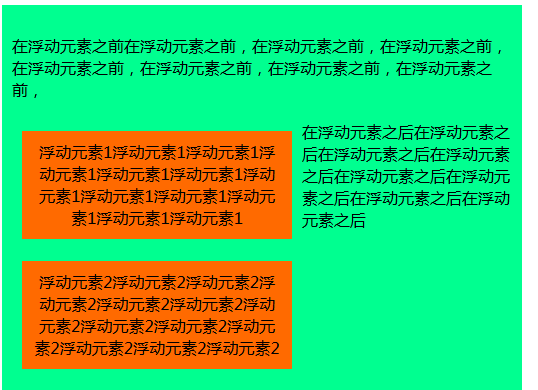 在浮动元素之前在浮动元素之前，在浮动元素之前，在浮动元素之前，
在浮动元素之前，在浮动元素之前，在浮动元素之前，在浮动元素之
前，
浮动元素1浮动元素1浮动元素1浮
动元素1浮动元素1浮动元素1浮动
元素1浮动元素1浮动元素1浮动元
素1浮动元素1浮动元素1
在浮动元素之后在浮动元素之
后在浮动元素之后在浮动元素
之后在浮动元素之后在浮动元
素之后在浮动元素之后在浮动
元素之后
浮动元素2浮动元素2浮动元素2浮
动元素2浮动元素2浮动元素2浮动
元素2浮动元素2浮动元素2浮动元
素2浮动元素2浮动元素2浮动元素2